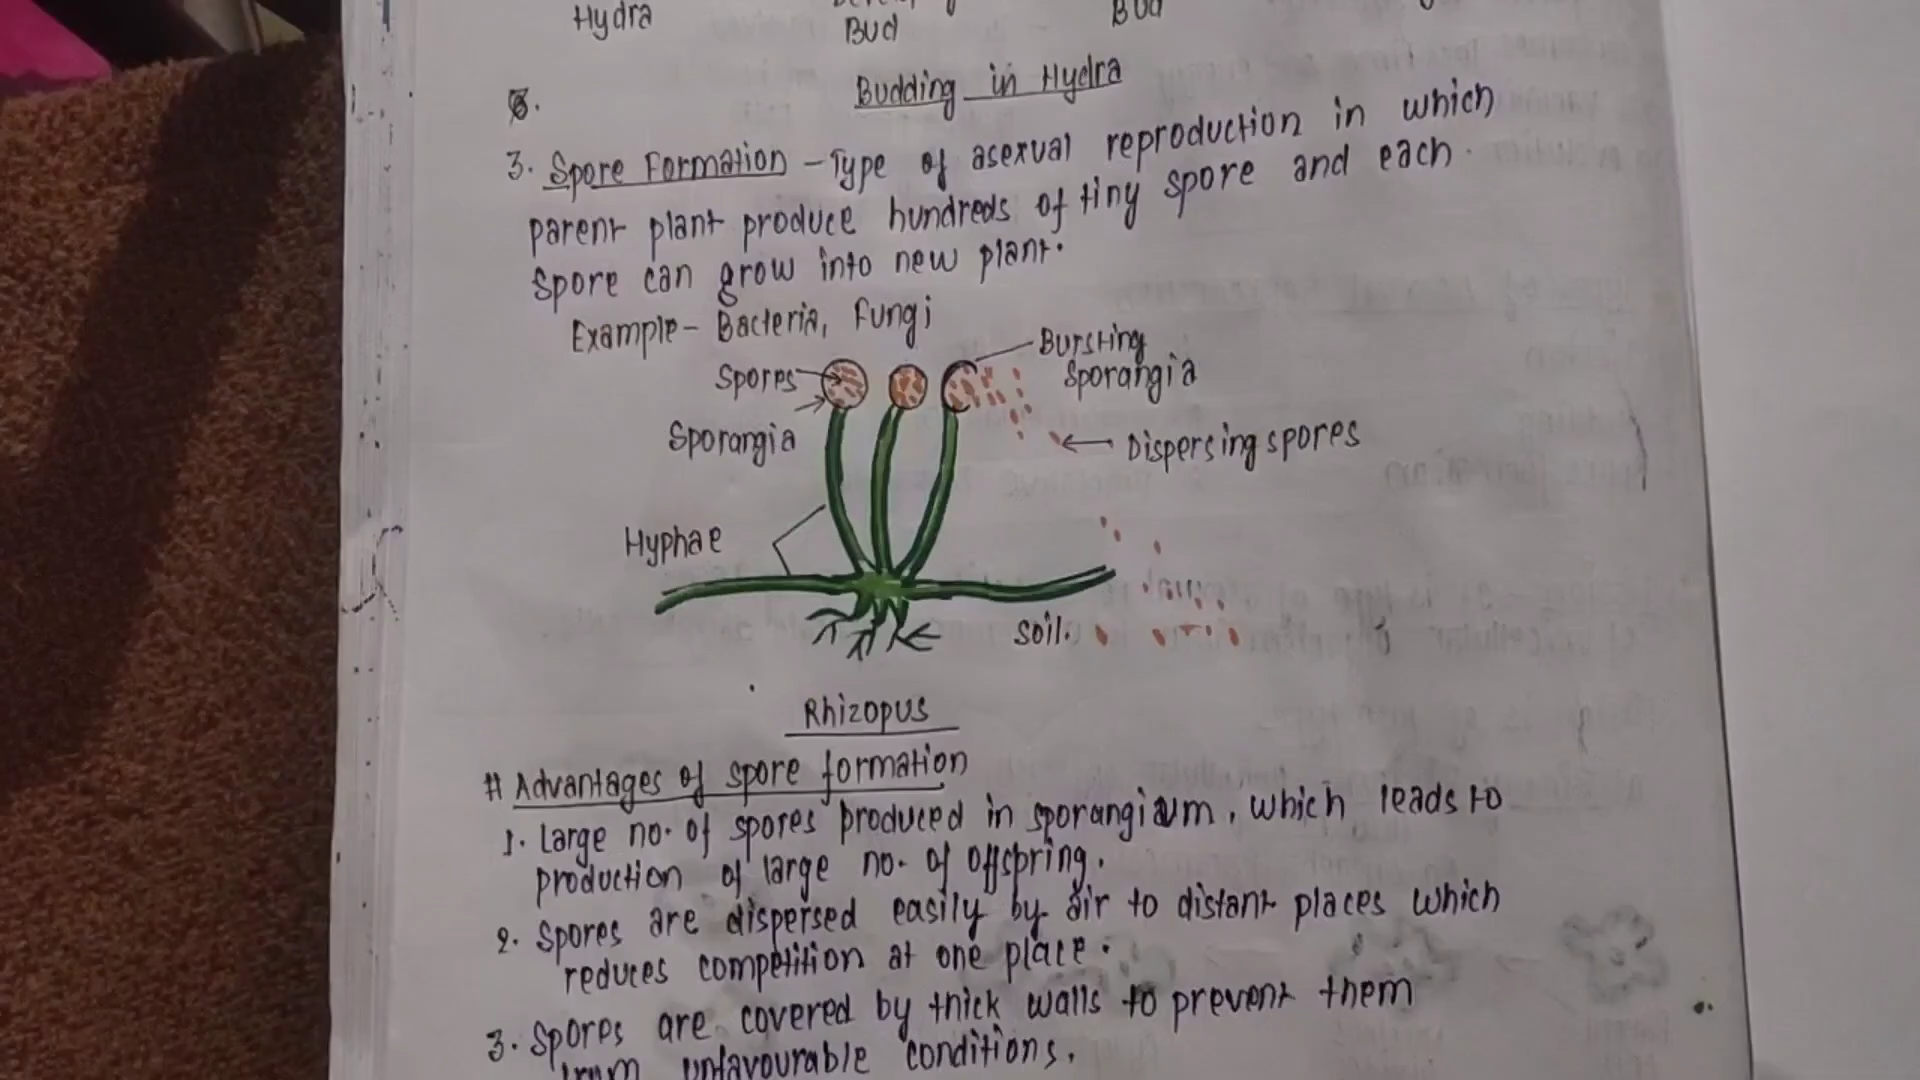 Hydra
Bud
Bud
Budding in Hydra
3. Spore Formation - Type of asexual reproduction in which
parent plant produce hundreds of tiny spore and each
spore can grow into new plant.
Example - Bacteria, Fungi
Bursting
Spores
Sporangia
Sporangia
Dispersing spores
Hyphae
Soil.
Rhizopus
# Advantages of spore formation
1. Large no. of spores produced in sporangium, which leads to
production of large no. of offspring.
2. Spores are dispersed easily by air to distant places which
reduces competition at one place.
3. Spores are covered by thick walls to prevent them
from unfavourable conditions.